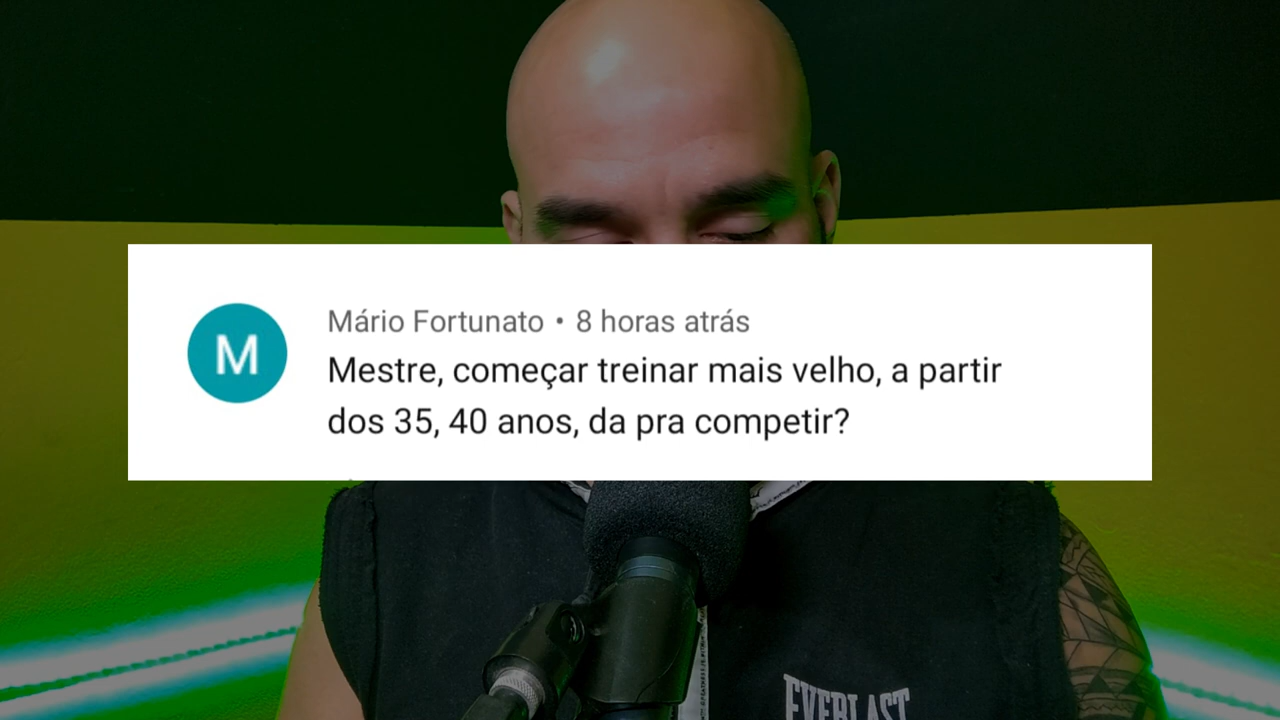 M
Mário Fortunato • 8 horas atrás
Mestre, começar treinar mais velho, a partir
dos 35, 40 anos, da pra competir?
EVERLAST